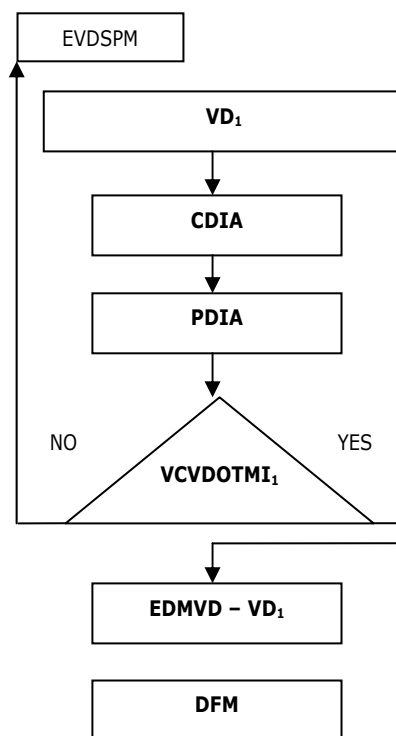 EVDSPM
VD₁
CDIA
PDIA
NO
YES
VCVDOTMI₁
EDMVD – VD₁
DFM